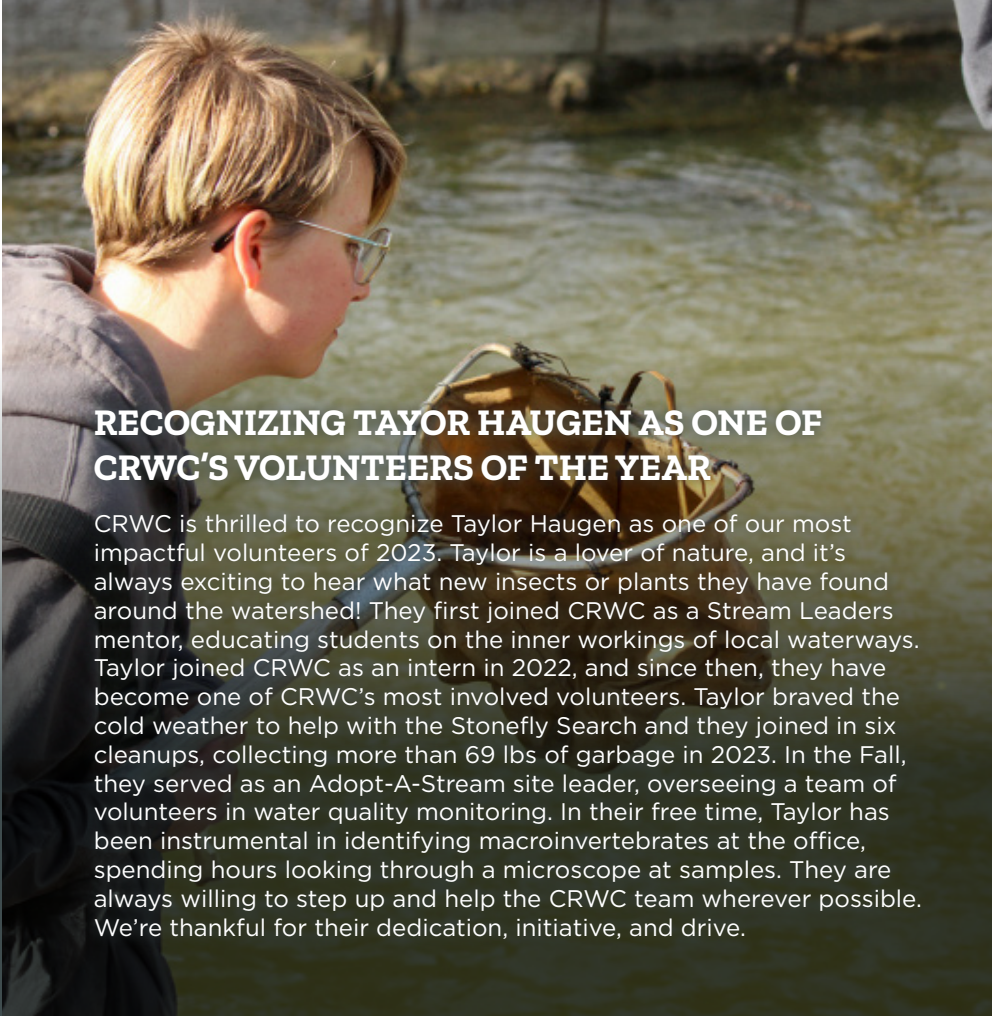 RECOGNIZING TAYOR HAUGEN AS ONE OF
CRWC'S VOLUNTEERS OF THE YEAR
CRWC is thrilled to recognize Taylor Haugen as one of our most
impactful volunteers of 2023. Taylor is a lover of nature, and it's
always exciting to hear what new insects or plants they have found
around the watershed! They first joined CRWC as a Stream Leaders
mentor, educating students on the inner workings of local waterways.
Taylor joined CRWC as an intern in 2022, and since then, they have
become one of CRWC's most involved volunteers. Taylor braved the
cold weather to help with the Stonefly Search and they joined in six
cleanups, collecting more than 69 lbs of garbage in 2023. In the Fall,
they served as an Adopt-A-Stream site leader, overseeing a team of
volunteers in water quality monitoring. In their free time, Taylor has
been instrumental in identifying macroinvertebrates at the office,
spending hours looking through a microscope at samples. They are
always willing to step up and help the CRWC team wherever possible.
We're thankful for their dedication, initiative, and drive.